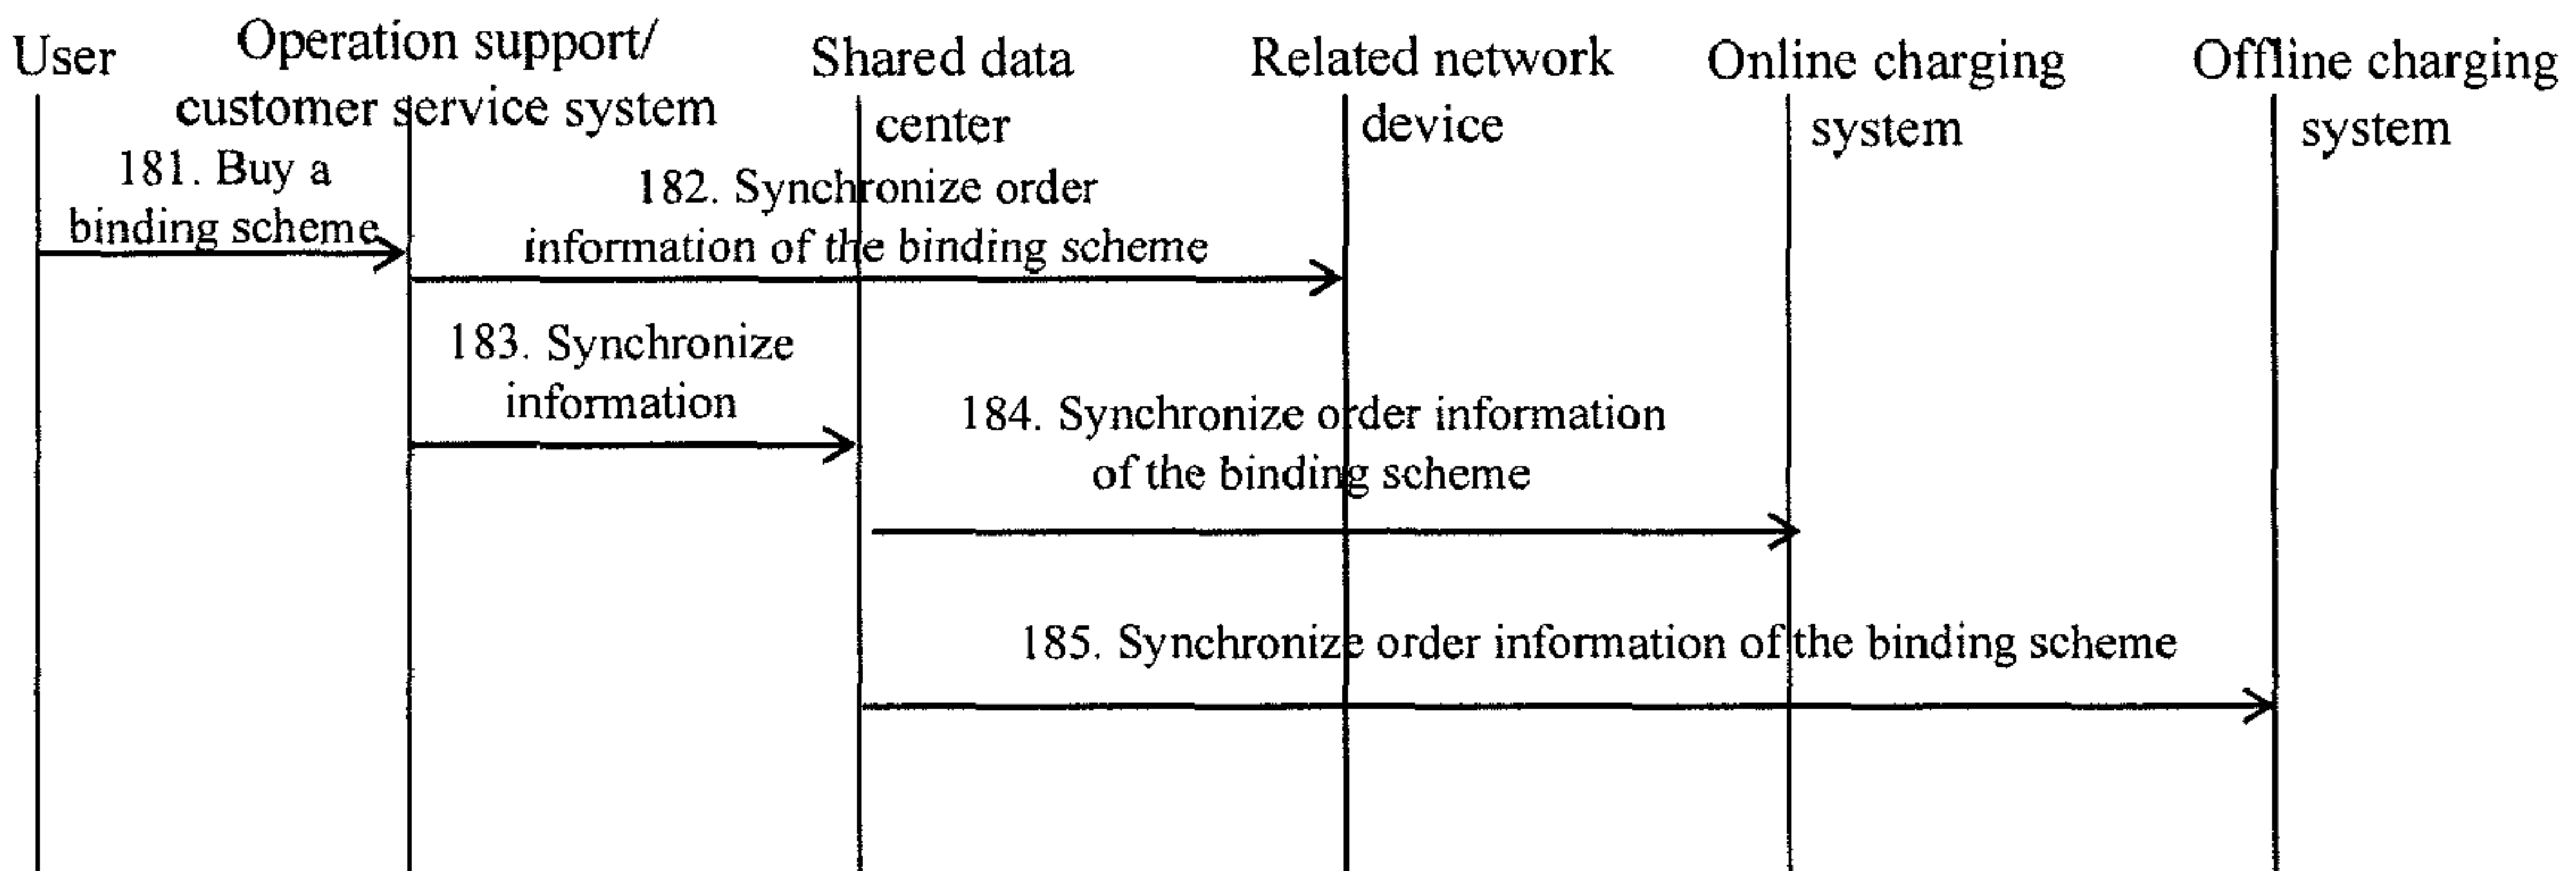 User
Operation support/
customer service system
Shared data
center
Related network
device
Online charging
system
Offline charging
system
181. Buy a
binding scheme
182. Synchronize order
information of the binding scheme
183. Synchronize
information
184. Synchronize order information
of the binding scheme
185. Synchronize order information of the binding scheme